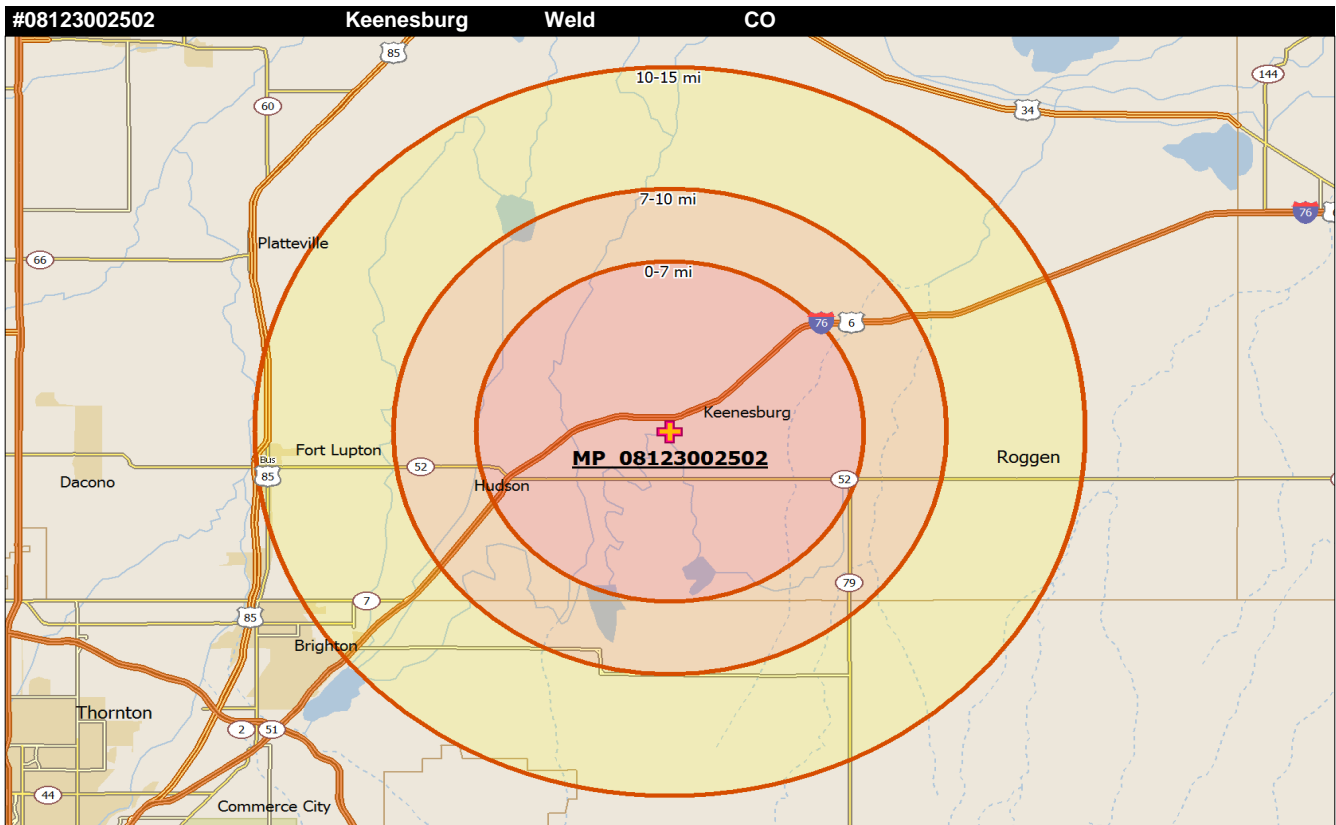 #08123002502 Keenesburg Weld CO
85
10-15 mi
144
60
34
7-10 mi
76
Platteville
66
0-7 mi
76 6
Keenesburg
MP 08123002502
Fort Lupton
52
Roggen
Bus
85
Dacono
Hudson
52
79
7
85
Brighton
Thornton
2 51
44
Commerce City